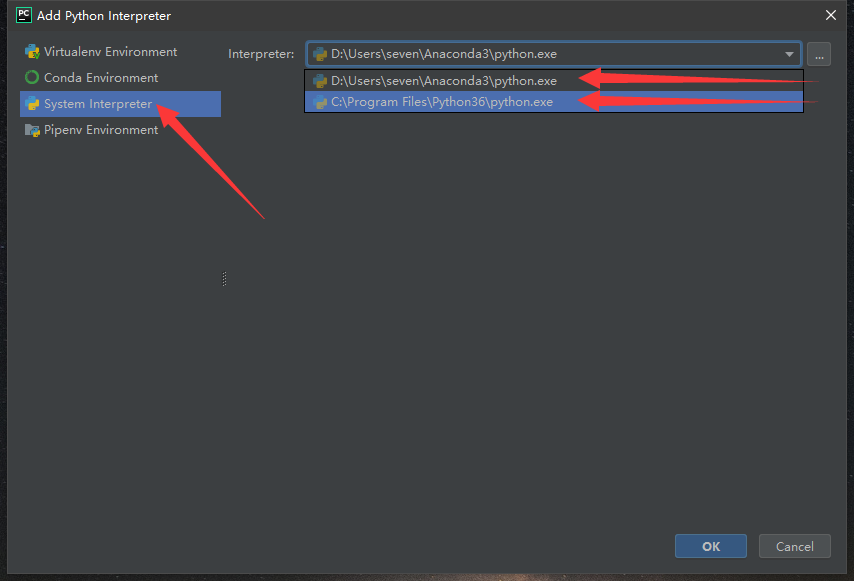 PC Add Python Interpreter
Virtualenv Environment
Conda Environment
System Interpreter
Pipenv Environment
Interpreter: D:\Users\seven\Anaconda3\python.exe ...
D:\Users\seven\Anaconda3\python.exe
C:\Program Files\Python36\python.exe
OK Cancel